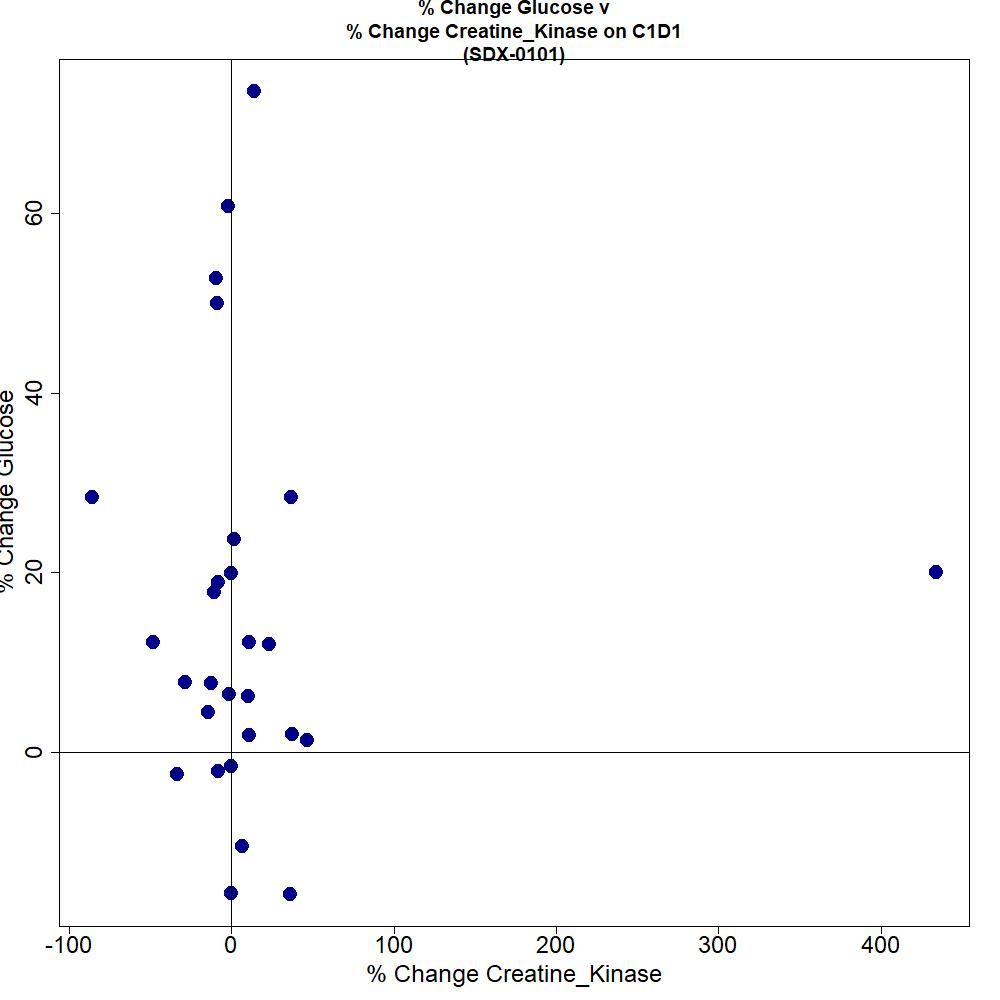 % Change Glucose v
% Change Creatine_Kinase on C1D1
(SDX-0101)
60
40
20
0
% Change Glucose
-100
0
100
200
300
400
% Change Creatine_Kinase